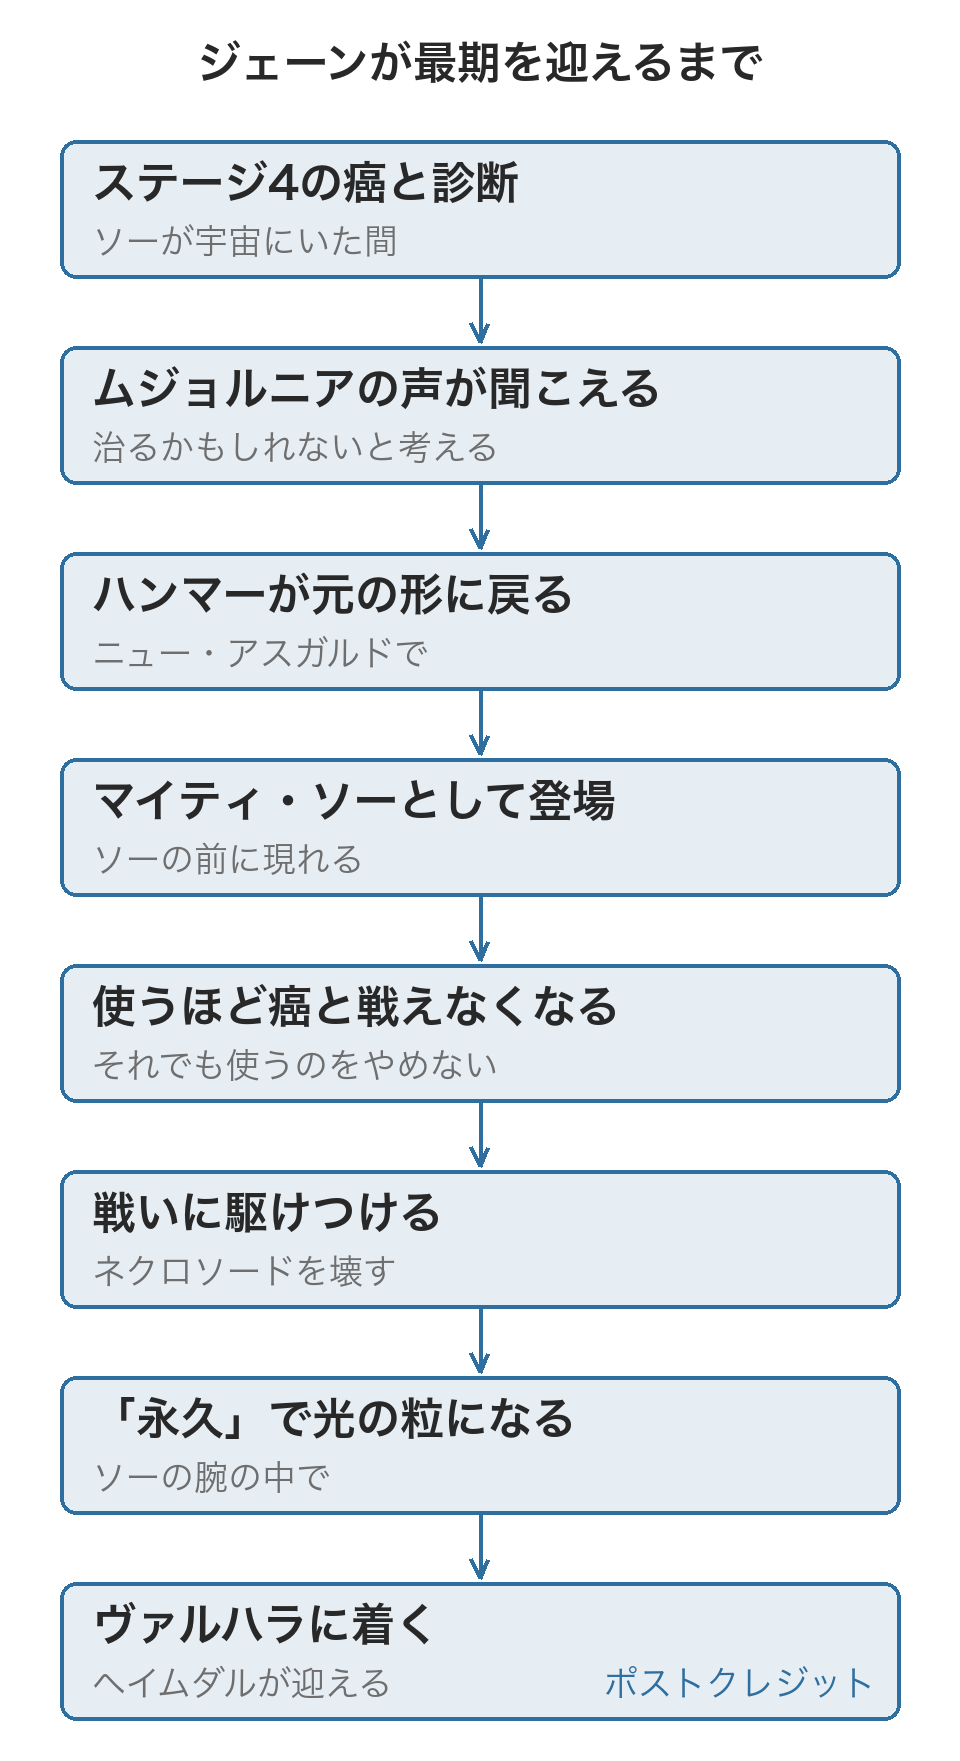 ジェーンが最期を迎えるまで
ステージ4の癌と診断
ソーが宇宙にいた間
ムジョルニアの声が聞こえる
治るかもしれないと考える
ハンマーが元の形に戻る
ニュー・アスガルドで
マイティ・ソーとして登場
ソーの前に現れる
使うほど癌と戦えなくなる
それでも使うのをやめない
戦いに駆けつける
ネクロソードを壊す
「永久」で光の粒になる
ソーの腕の中で
ヴァルハラに着く
ヘイムダルが迎える
ポストクレジット